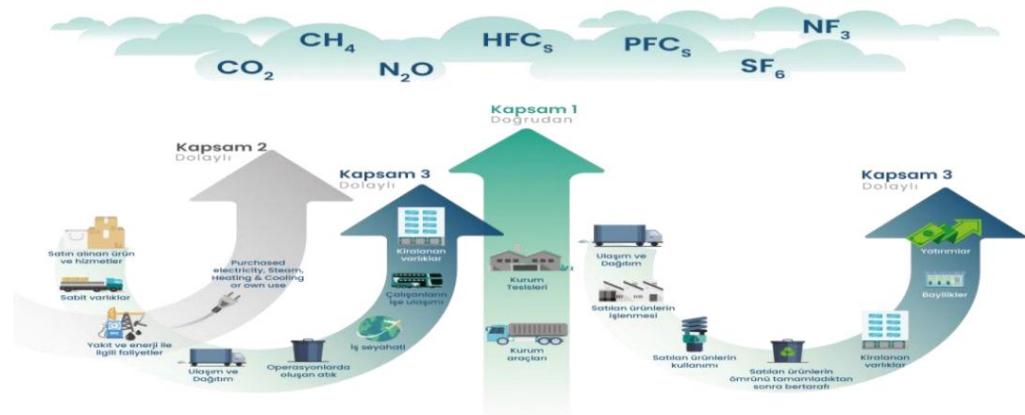 CH4
HFCs
PFCs
NF3
CO2
N2O
SF6
Kapsam 1
Doğrudan
Kapsam 2
Dolaylı
Kapsam 3
Dolaylı
Kapsam 3
Dolaylı
Satın alınan ürün
ve hizmetler
Sabit varlıklar
Yakıt ve enerji ile
ilgili faliyetler
Purchased
electricity, Steam,
Heating & Cooling
or own use
Ulaşım ve
Dağıtım
Operasyonlarda
oluşan atık
İş seyahati
Çalışanların
işe ulaşımı
Kiralanan
varlıklar
Kurum
Tesisleri
Kurum
araçları
Ulaşım ve
Dağıtım
Satılan ürünlerin
işlenmesi
Satılan ürünlerin
kullanımı
Satılan ürünlerin
ömrünü tamamladıktan
sonra bertarafı
Kiralanan
varlıklar
Bayilikler
Yatırımlar